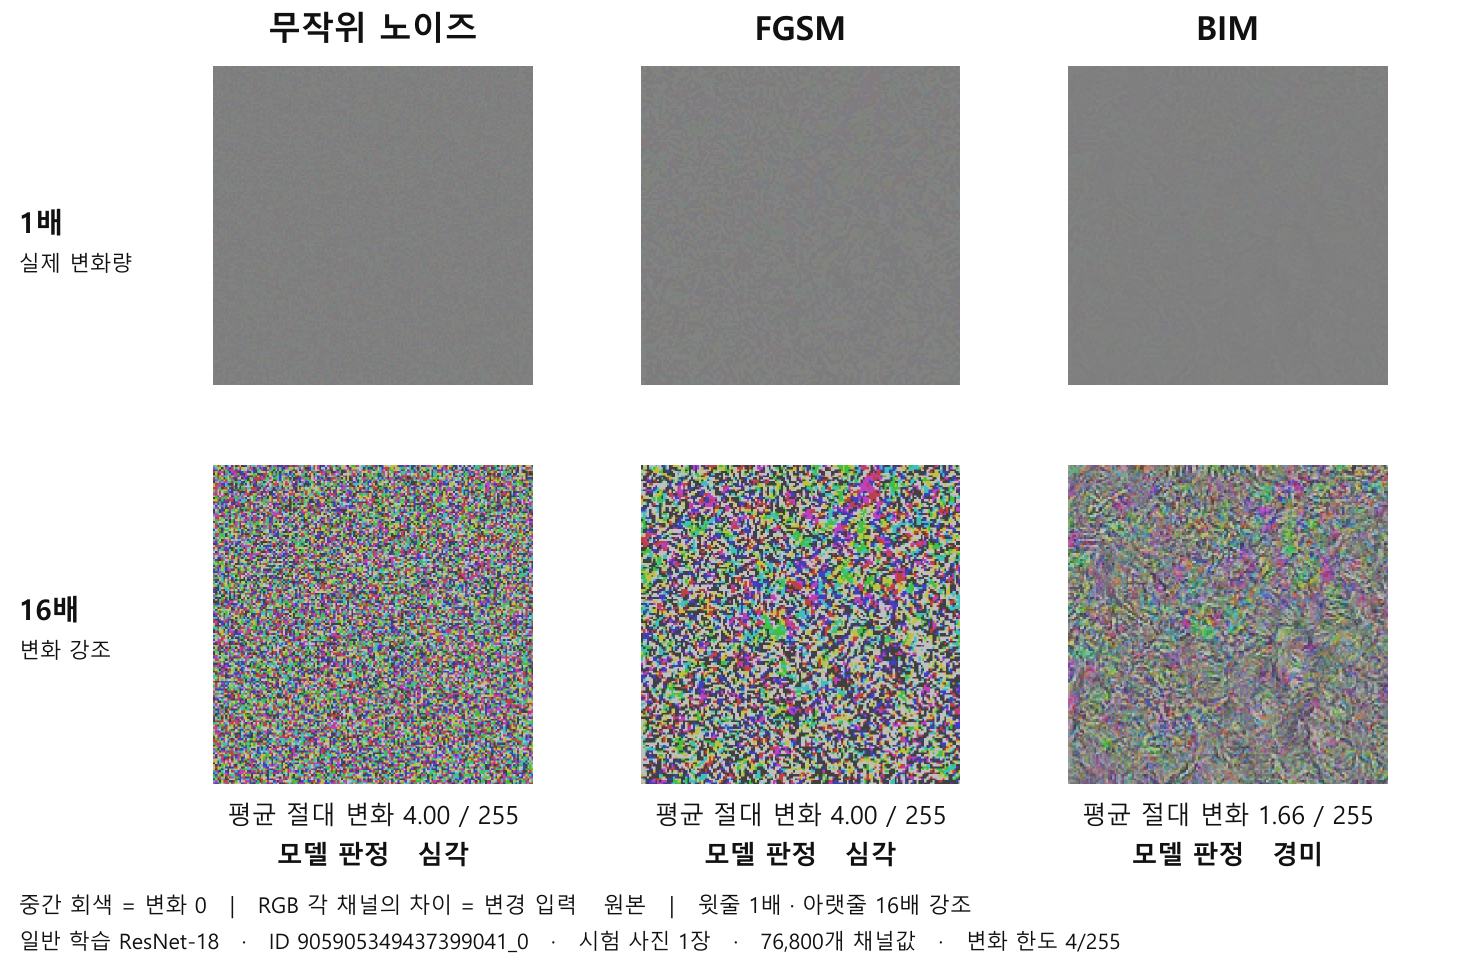 무작위 노이즈 FGSM BIM
1배
실제 변화량
16배
변화 강조
평균 절대 변화 4.00 / 255 평균 절대 변화 4.00 / 255 평균 절대 변화 1.66 / 255
모델 판정 심각 모델 판정 심각 모델 판정 경미
중간 회색 = 변화 0 | RGB 각 채널의 차이 = 변경 입력 원본 | 윗줄 1배 · 아랫줄 16배 강조
일반 학습 ResNet-18 · ID 905905349437399041_0 · 시험 사진 1장 · 76,800개 채널값 · 변화 한도 4/255